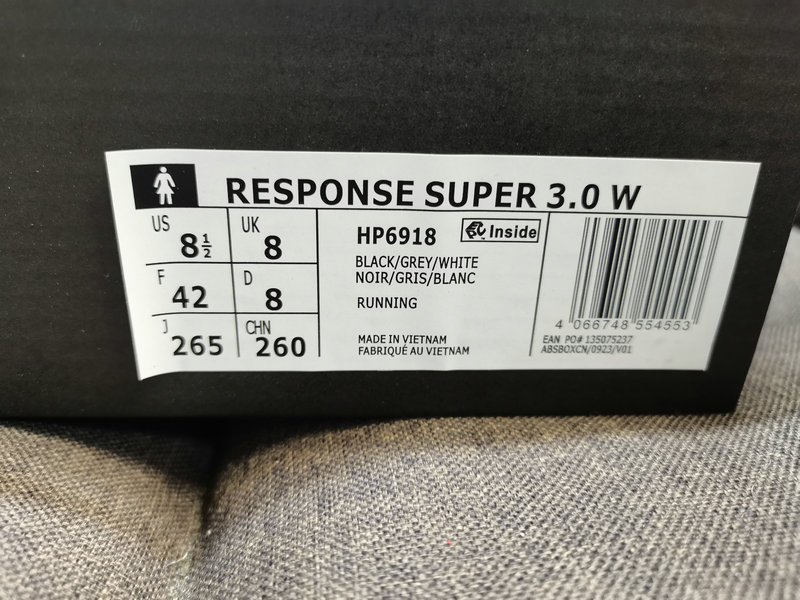 RESPONSE SUPER 3.0 W
US 8½
UK 8
F 42
D 8
J 265
CHN 260
HP6918
Inside
BLACK/GREY/WHITE
NOIR/GRIS/BLANC
RUNNING
MADE IN VIETNAM
FABRIQUÉ AU VIETNAM
4 066748 554553
EAN PO# 135075237
ABSBOXCN/0923/V01